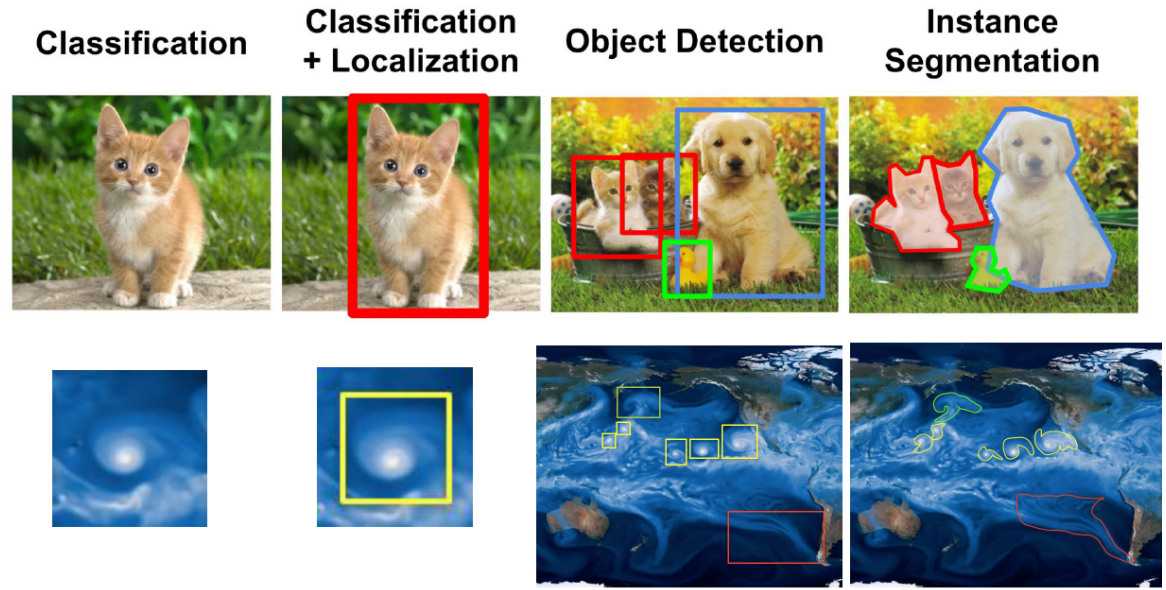 Classification
Classification
+ Localization
Object Detection
Instance
Segmentation